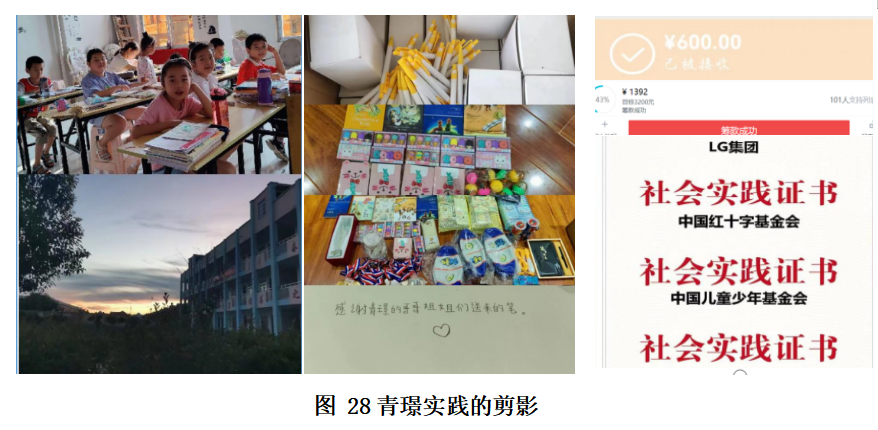 感谢青璟的哥哥姐姐们送来的笔。
¥600.00
已被接收
43%
¥ 1392
目标3200元
筹款成功
101人支持
筹款成功
LG集团
社会实践证书
中国红十字基金会
社会实践证书
中国儿童少年基金会
社会实践证书
图 28 青璟实践的剪影